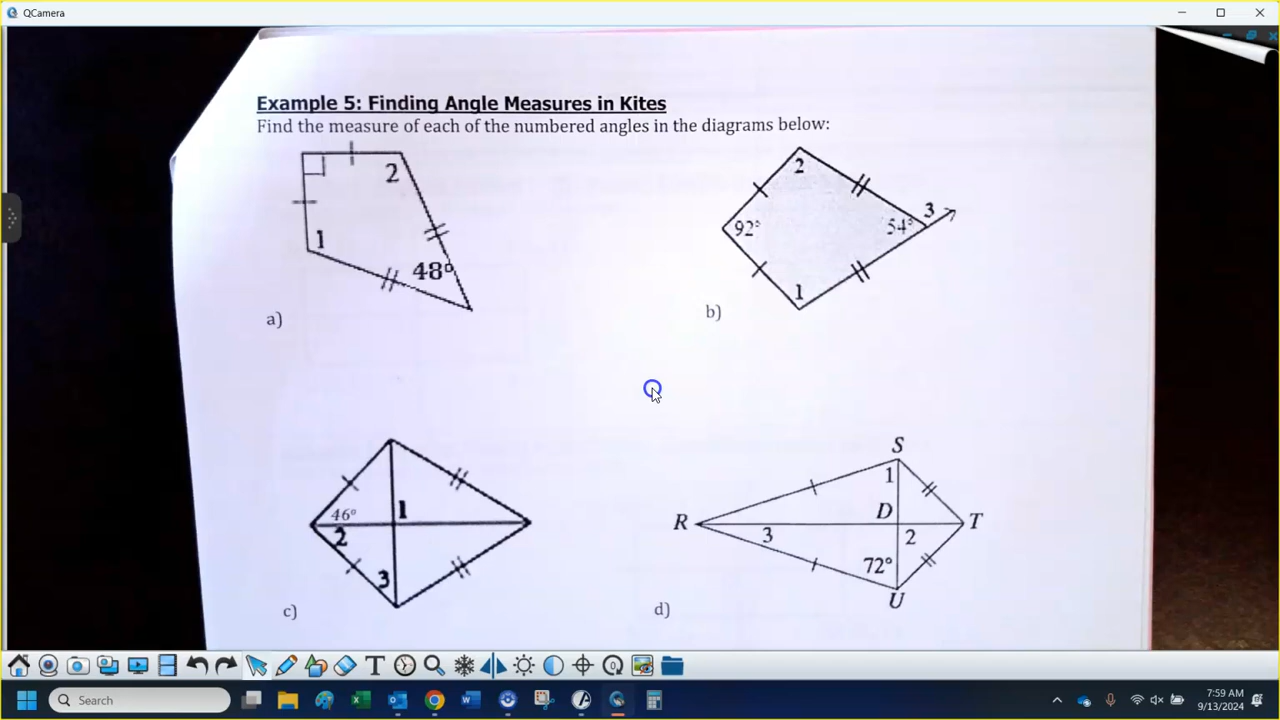 QCamera
Example 5: Finding Angle Measures in Kites
Find the measure of each of the numbered angles in the diagrams below:
2
1
48°
a)
2
3
92°
54°
1
b)
1
46°
2
3
c)
S
1
R
D
T
3
2
72°
U
d)
Search
7:59 AM
9/13/2024